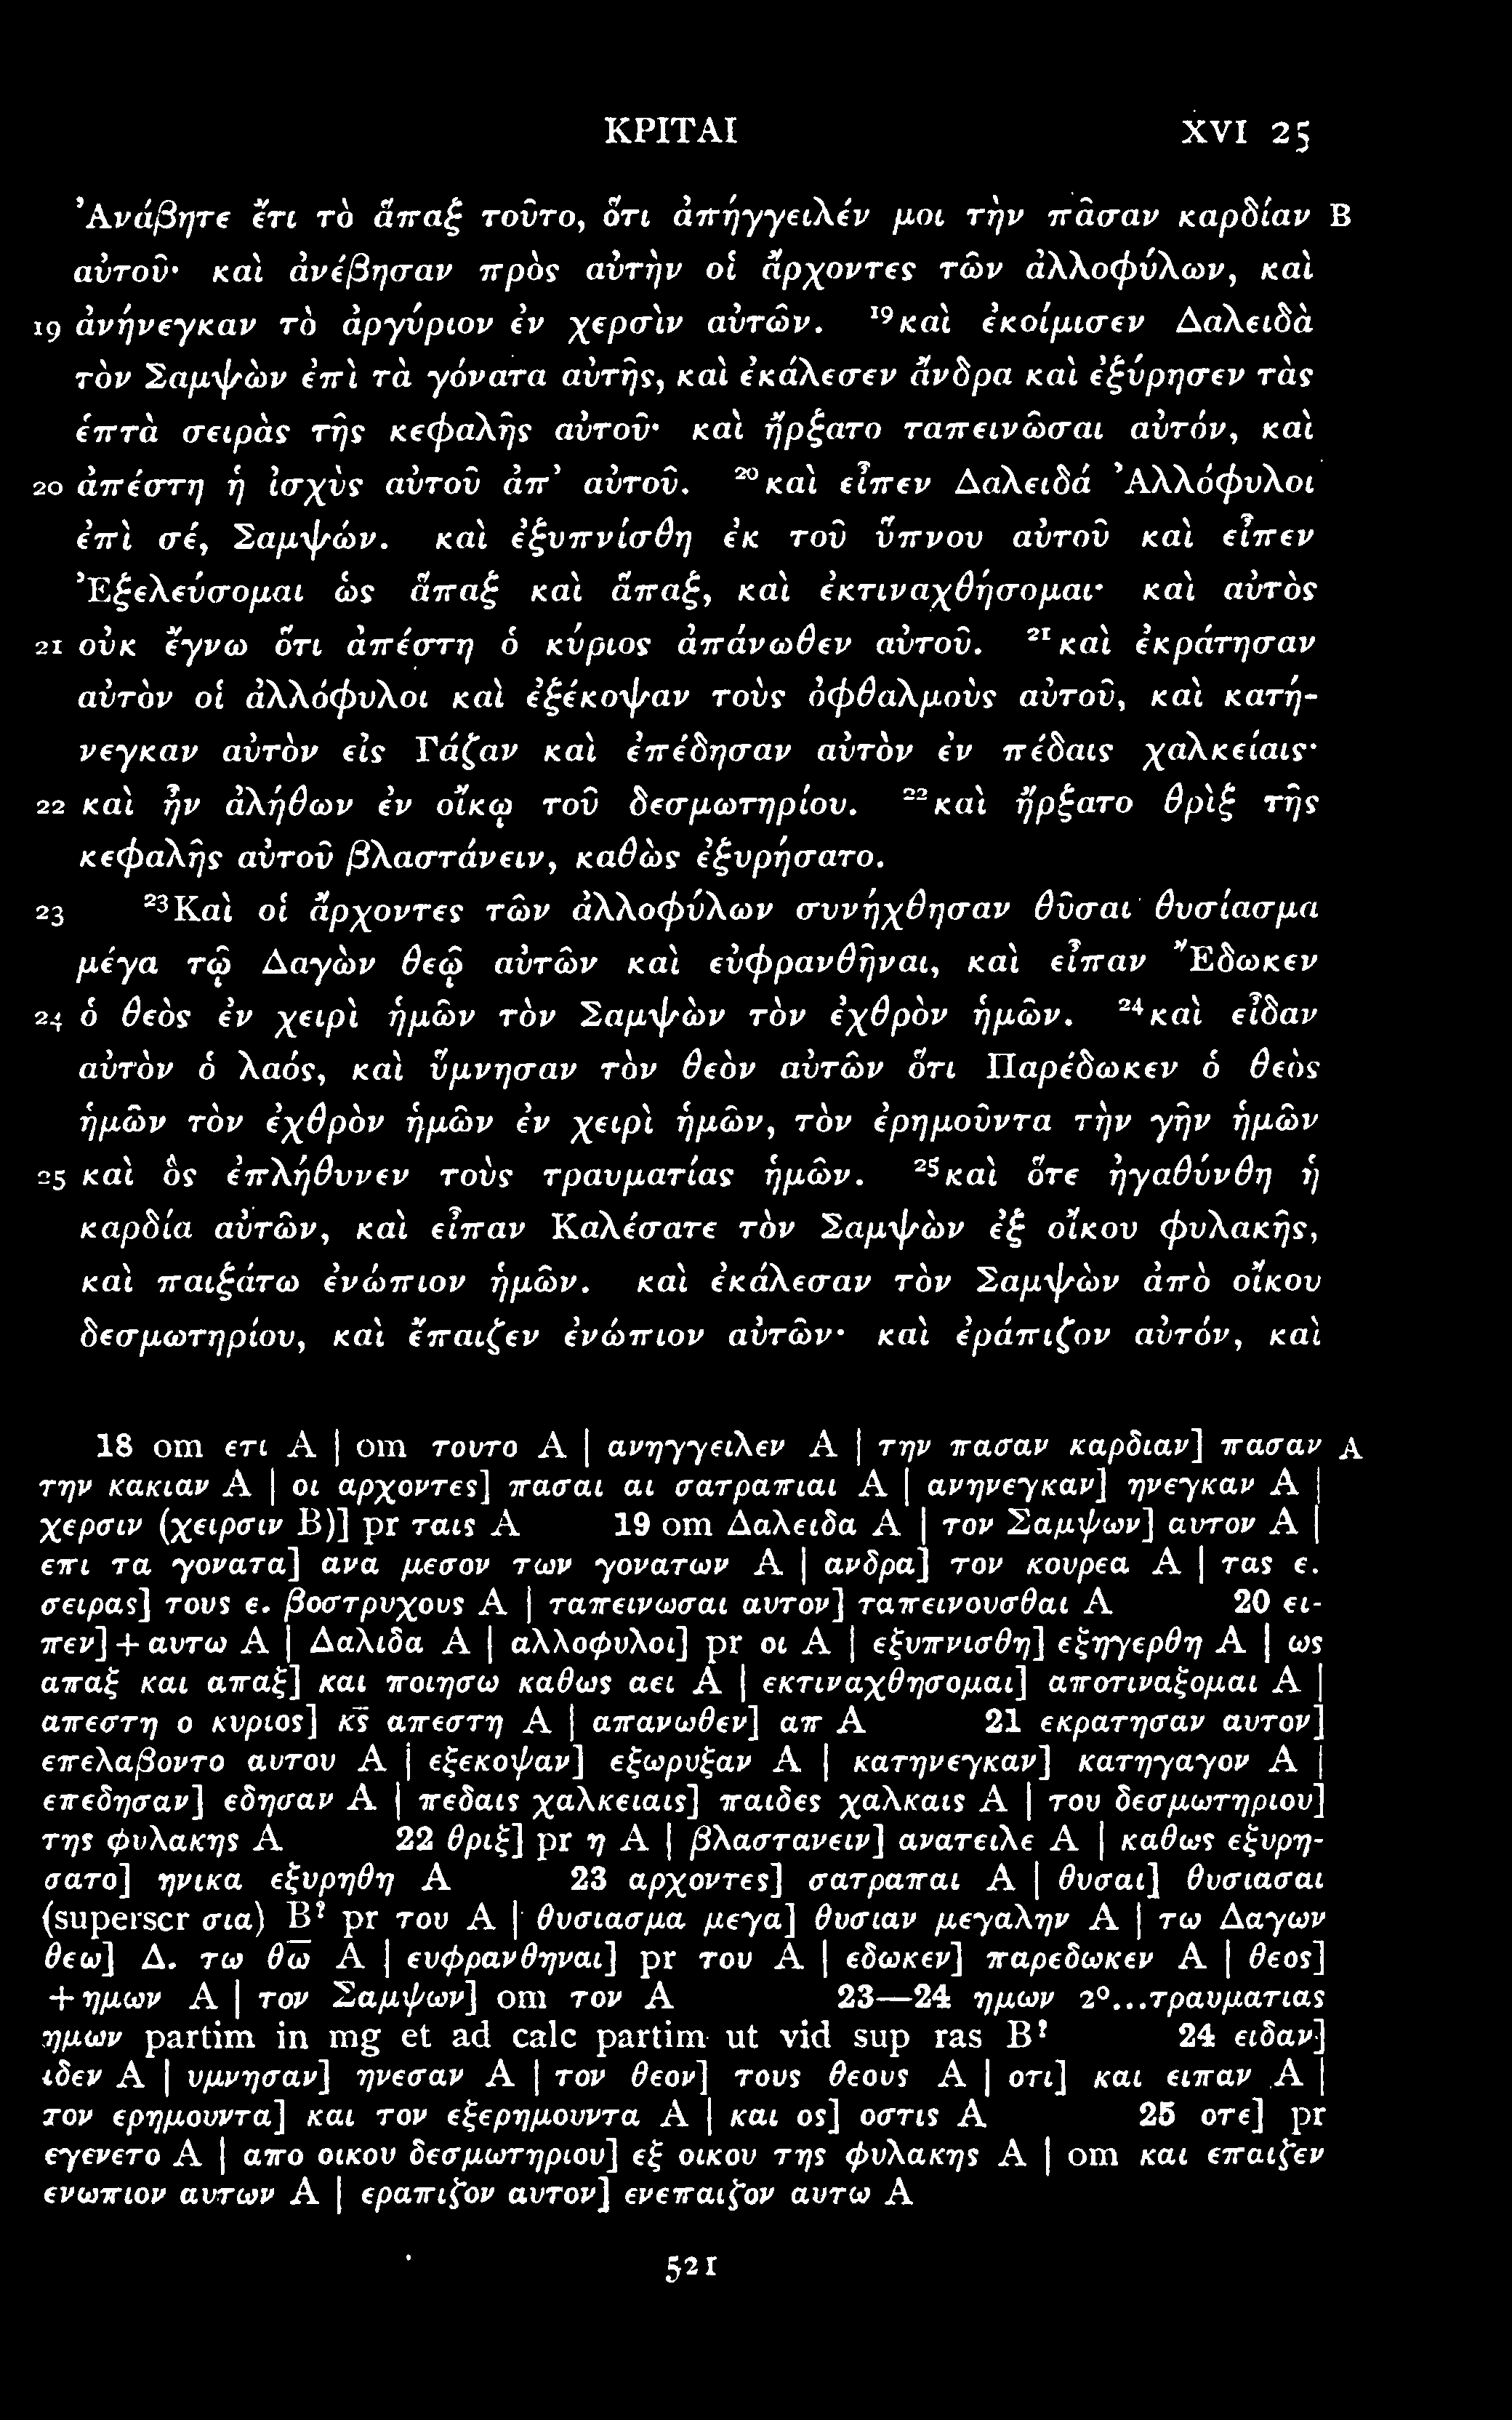 ΚΡΙΤΑΙ XVI 25
Ἀνάβητε ἔτι τὸ ἅπαξ τοῦτο, ὅτι ἀπήγγειλέν μοι τὴν πᾶσαν καρδίαν B
αὐτοῦ· καὶ ἀνέβησαν πρὸς αὐτὴν οἱ ἄρχοντες τῶν ἀλλοφύλων, καὶ
19 ἀνήνεγκαν τὸ ἀργύριον ἐν χερσὶν αὐτῶν. ¹⁹καὶ ἐκοίμισεν Δαλειδὰ
τὸν Σαμψὼν ἐπὶ τὰ γόνατα αὐτῆς, καὶ ἐκάλεσεν ἄνδρα καὶ ἐξύρησεν τὰς
ἑπτὰ σειρὰς τῆς κεφαλῆς αὐτοῦ· καὶ ἤρξατο ταπεινῶσαι αὐτόν, καὶ
20 ἀπέστη ἡ ἰσχὺς αὐτοῦ ἀπ’ αὐτοῦ. ²⁰καὶ εἶπεν Δαλειδά Ἀλλόφυλοι
ἐπὶ σέ, Σαμψών. καὶ ἐξυπνίσθη ἐκ τοῦ ὕπνου αὐτοῦ καὶ εἶπεν
Ἐξελεύσομαι ὡς ἅπαξ καὶ ἅπαξ, καὶ ἐκτιναχθήσομαι· καὶ αὐτὸς
21 οὐκ ἔγνω ὅτι ἀπέστη ὁ κύριος ἀπάνωθεν αὐτοῦ. ²¹καὶ ἐκράτησαν
αὐτὸν οἱ ἀλλόφυλοι καὶ ἐξέκοψαν τοὺς ὀφθαλμοὺς αὐτοῦ, καὶ κατή-
νεγκαν αὐτὸν εἰς Γάζαν καὶ ἐπέδησαν αὐτὸν ἐν πέδαις χαλκείαις·
22 καὶ ἦν ἀλήθων ἐν οἴκῳ τοῦ δεσμωτηρίου. ²²καὶ ἤρξατο θρὶξ τῆς
κεφαλῆς αὐτοῦ βλαστάνειν, καθὼς ἐξυρήσατο.
23 ²³Καὶ οἱ ἄρχοντες τῶν ἀλλοφύλων συνήχθησαν θῦσαι θυσίασμα
μέγα τῷ Δαγὼν θεῷ αὐτῶν καὶ εὐφρανθῆναι, καὶ εἶπαν Ἔδωκεν
24 ὁ θεὸς ἐν χειρὶ ἡμῶν τὸν Σαμψὼν τὸν ἐχθρὸν ἡμῶν. ²⁴καὶ εἶδαν
αὐτὸν ὁ λαός, καὶ ὕμνησαν τὸν θεὸν αὐτῶν ὅτι Παρέδωκεν ὁ θεὸς
ἡμῶν τὸν ἐχθρὸν ἡμῶν ἐν χειρὶ ἡμῶν, τὸν ἐρημοῦντα τὴν γῆν ἡμῶν
25 καὶ ὃς ἐπλήθυνεν τοὺς τραυματίας ἡμῶν. ²⁵καὶ ὅτε ἠγαθύνθη ἡ
καρδία αὐτῶν, καὶ εἶπαν Καλέσατε τὸν Σαμψὼν ἐξ οἴκου φυλακῆς,
καὶ παιξάτω ἐνώπιον ἡμῶν. καὶ ἐκάλεσαν τὸν Σαμψὼν ἀπὸ οἴκου
δεσμωτηρίου, καὶ ἔπαιζεν ἐνώπιον αὐτῶν· καὶ ἐράπιζον αὐτόν, καὶ
18 om ετι A | om τουτο A | ανηγγειλεν A | την πασαν καρδιαν] πασαν A
την κακιαν A | οι αρχοντες] πασαι αι σατραπιαι A | ανηνεγκαν] ηνεγκαν A |
χερσιν (χειρσιν B)] pr ταις A 19 om Δαλειδα A | τον Σαμψων] αυτον A |
επι τα γονατα] ανα μεσον των γονατων A | ανδρα] τον κουρεα A | τας ε.
σειρας] τους ε. βοστρυχους A | ταπεινωσαι αυτον] ταπεινουσθαι A 20 ει-
πεν] + αυτω A | Δαλιδα A | αλλοφυλοι] pr οι A | εξυπνισθη] εξηγερθη A | ως
απαξ και απαξ] και ποιησω καθως αει A | εκτιναχθησομαι] αποτιναξομαι A |
απεστη ο κυριος] κ̅ς̅ απεστη A | απανωθεν] απ A 21 εκρατησαν αυτον]
επελαβοντο αυτου A | εξεκοψαν] εξωρυξαν A | κατηνεγκαν] κατηγαγον A |
επεδησαν] εδησαν A | πεδαις χαλκειαις] παιδες χαλκαις A | του δεσμωτηριου]
της φυλακης A 22 θριξ] pr η A | βλαστανειν] ανατειλε A | καθως εξυρη-
σατο] ηνικα εξυρηθη A 23 αρχοντες] σατραπαι A | θυσαι] θυσιασαι
(superscr σια) B? pr του A | θυσιασμα μεγα] θυσιαν μεγαλην A | τω Δαγων
θεω] Δ. τω θ̅ω̅ A | ευφρανθηναι] pr του A | εδωκεν] παρεδωκεν A | θεος]
+ ημων A | τον Σαμψων] om τον A 23—24 ημων 2°...τραυματιας
ημων partim in mg et ad calc partim ut vid sup ras B? 24 ειδαν]
ιδεν A | υμνησαν] ηνεσαν A | τον θεον] τους θεους A | οτι] και ειπαν A |
τον ερημουντα] και τον εξερημουντα A | και ος] οστις A 25 οτε] pr
εγενετο A | απο οικου δεσμωτηριου] εξ οικου της φυλακης A | om και επαιζεν
ενωπιον αυτων A | εραπιζον αυτον] ενεπαιζον αυτω A
521